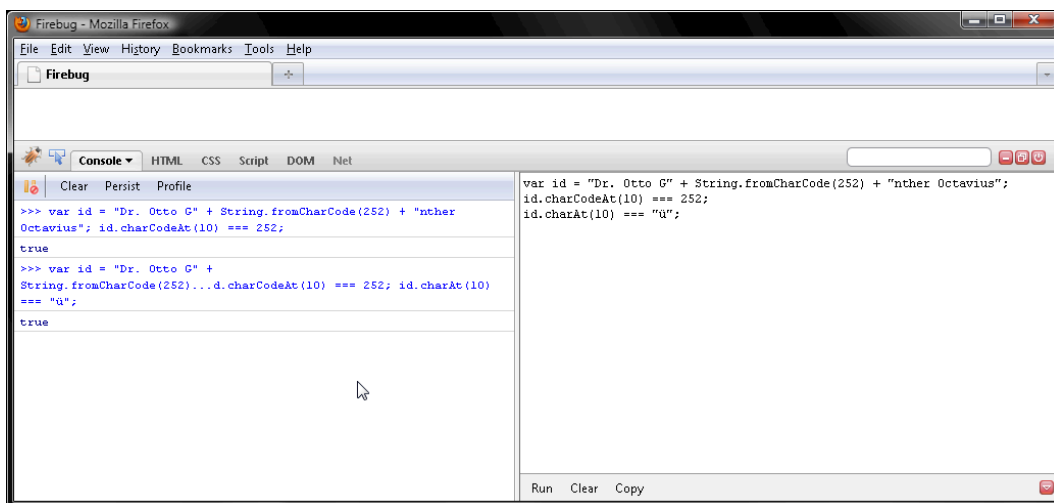 Firebug - Mozilla Firefox
File Edit View History Bookmarks Tools Help
Firebug
Console HTML CSS Script DOM Net
Clear Persist Profile
>>> var id = "Dr. Otto G" + String.fromCharCode(252) + "nther
Octavius"; id.charCodeAt(10) === 252;
true
>>> var id = "Dr. Otto G" +
String.fromCharCode(252)...d.charCodeAt(10) === 252; id.charAt(10)
=== "ü";
true
var id = "Dr. Otto G" + String.fromCharCode(252) + "nther Octavius";
id.charCodeAt(10) === 252;
id.charAt(10) === "ü";
Run Clear Copy